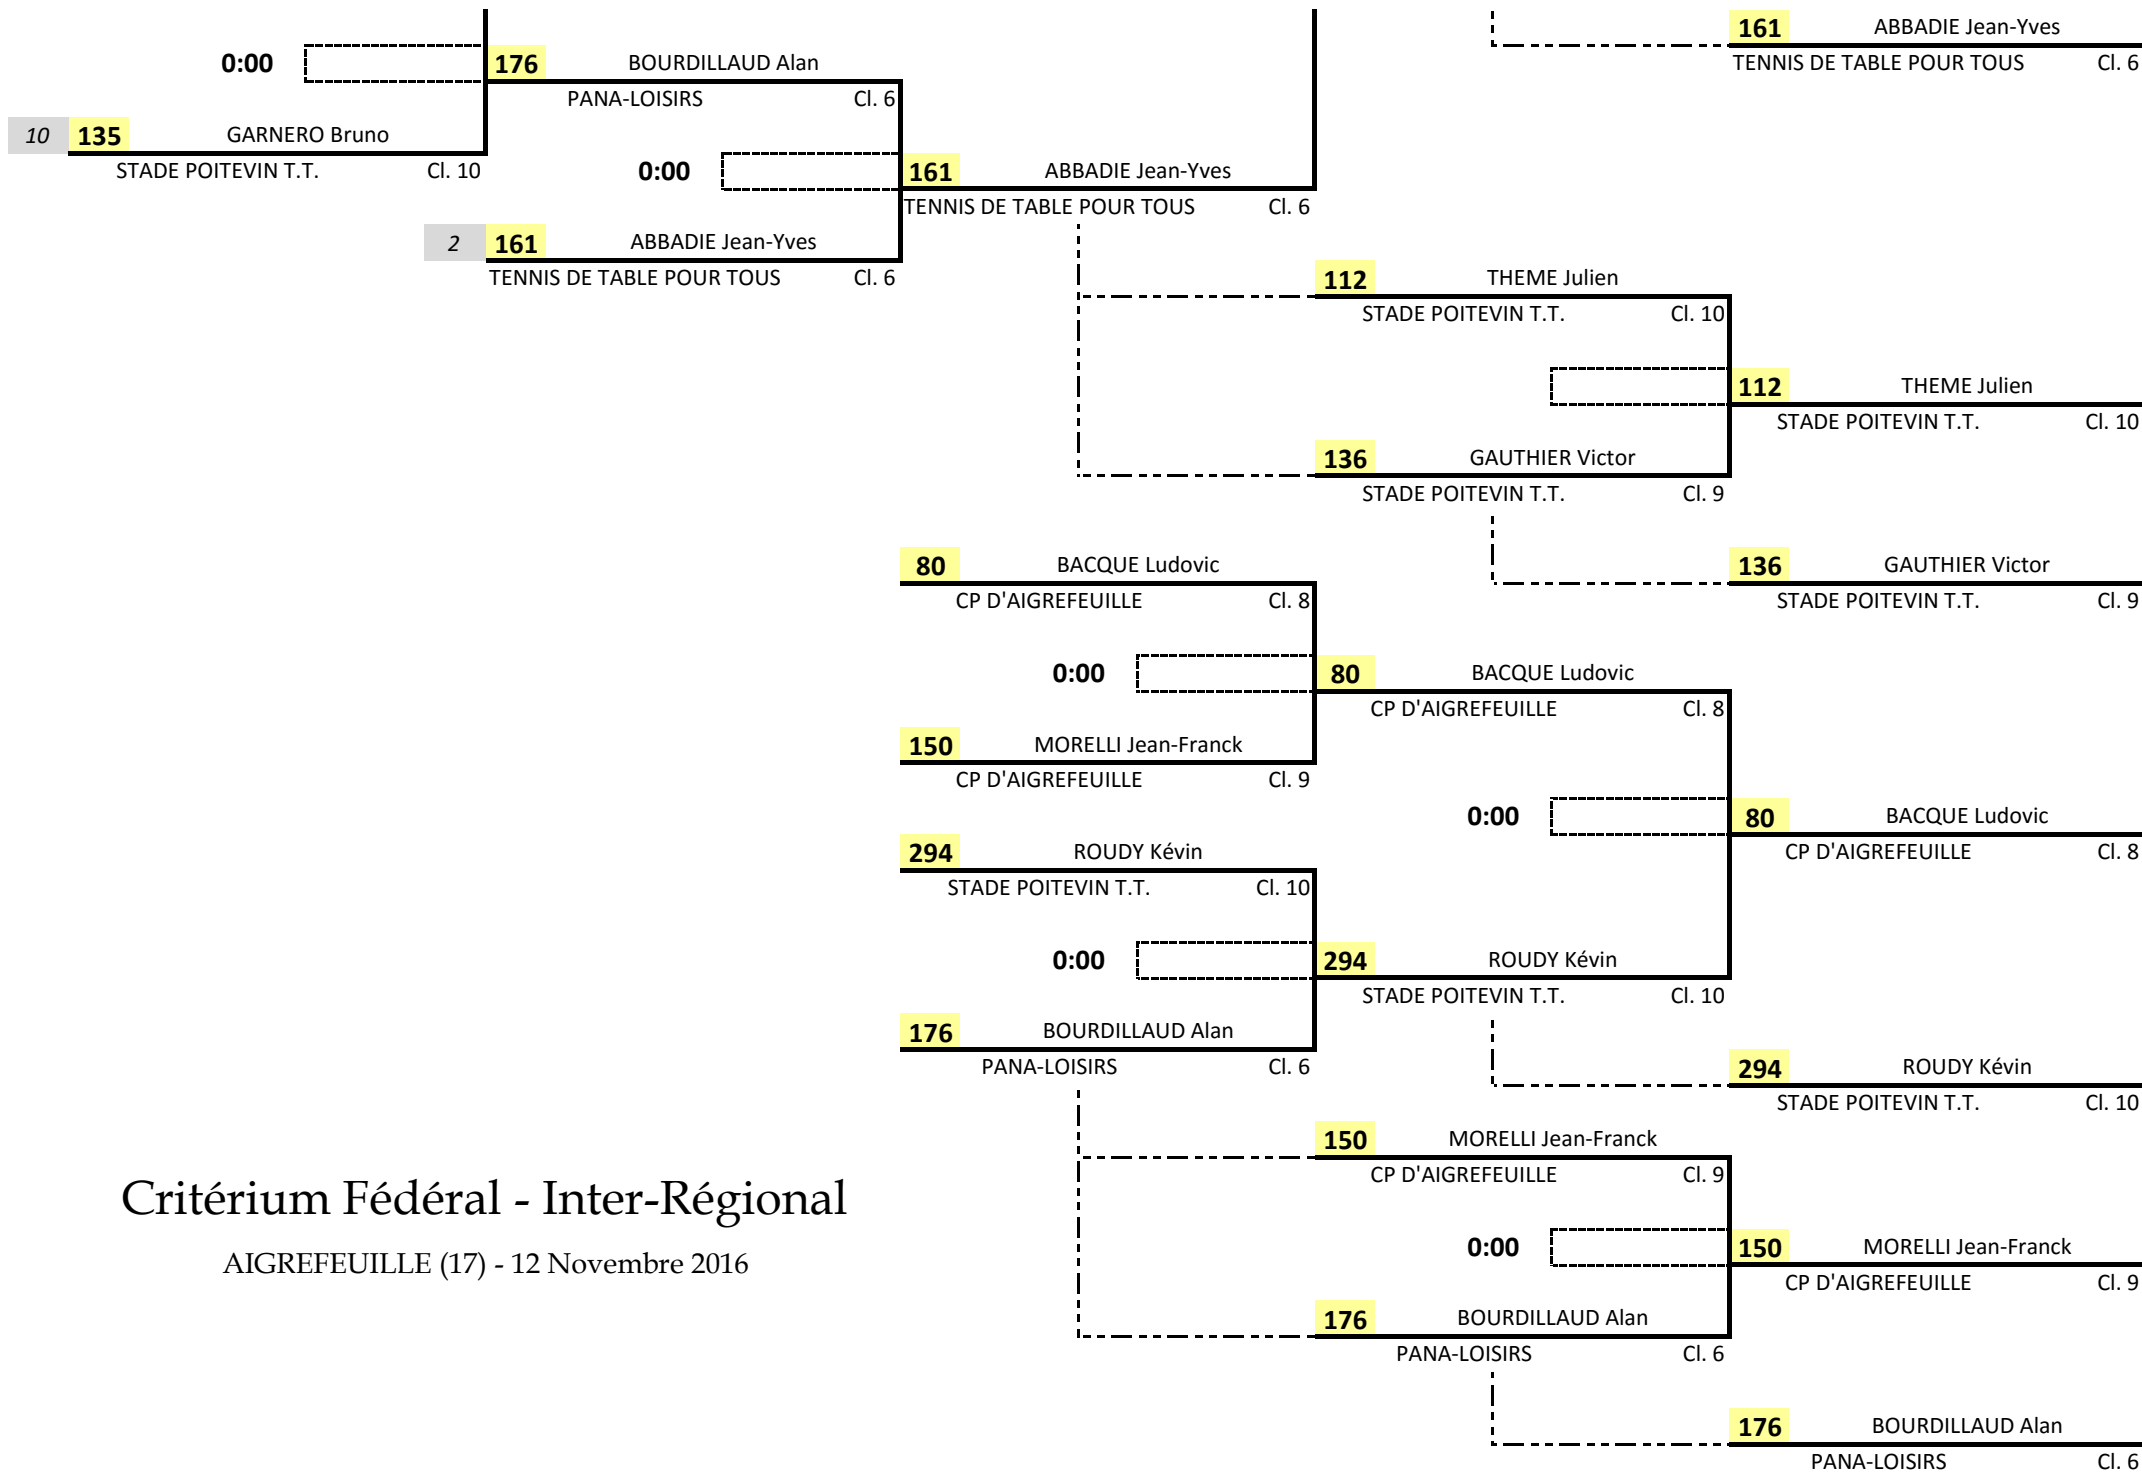 161 ABBADIE Jean-Yves
0:00 176 BOURDILLAUD Alan TENNIS DE TABLE POUR TOUS Cl. 6
PANA-LOISIRS Cl. 6
10 135 GARNERO Bruno
STADE POITEVIN T.T. Cl. 10 0:00 161 ABBADIE Jean-Yves
TENNIS DE TABLE POUR TOUS Cl. 6
2 161 ABBADIE Jean-Yves
TENNIS DE TABLE POUR TOUS Cl. 6 112 THEME Julien
STADE POITEVIN T.T. Cl. 10
112 THEME Julien
STADE POITEVIN T.T. Cl. 10
136 GAUTHIER Victor
STADE POITEVIN T.T. Cl. 9
80 BACQUE Ludovic 136 GAUTHIER Victor
CP D'AIGREFEUILLE Cl. 8 STADE POITEVIN T.T. Cl. 9
0:00 80 BACQUE Ludovic
CP D'AIGREFEUILLE Cl. 8
150 MORELLI Jean-Franck
CP D'AIGREFEUILLE Cl. 9
0:00 80 BACQUE Ludovic
294 ROUDY Kévin CP D'AIGREFEUILLE Cl. 8
STADE POITEVIN T.T. Cl. 10
0:00 294 ROUDY Kévin
STADE POITEVIN T.T. Cl. 10
176 BOURDILLAUD Alan
PANA-LOISIRS Cl. 6 294 ROUDY Kévin
STADE POITEVIN T.T. Cl. 10
150 MORELLI Jean-Franck
CP D'AIGREFEUILLE Cl. 9
Critérium Fédéral - Inter-Régional
0:00 150 MORELLI Jean-Franck
AIGREFEUILLE (17) - 12 Novembre 2016
CP D'AIGREFEUILLE Cl. 9
176 BOURDILLAUD Alan
PANA-LOISIRS Cl. 6
176 BOURDILLAUD Alan
PANA-LOISIRS Cl. 6